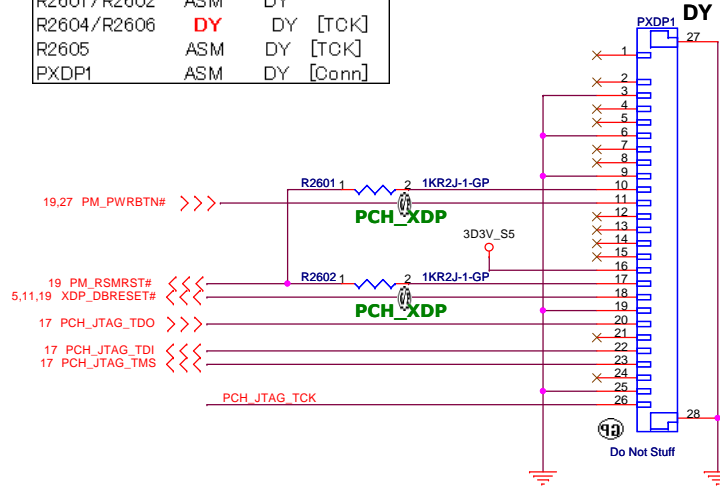 R2601/R2602 ASM DY
R2604/R2606 DY DY [TCK]
R2605 ASM DY [TCK]
PXDP1 ASM DY [Conn]
DY
PXDP1
27
1
2
3
4
5
6
7
8
9
R2601 1 2 1KR2J-1-GP 10
19,27 PM_PWRBTN# 11
PCH_XDP
12
13
3D3V_S5
14
15
16
19 PM_RSMRST# R2602 1 2 1KR2J-1-GP 17
5,11,19 XDP_DBRESET# 18
PCH_XDP
19
17 PCH_JTAG_TDO 20
21
17 PCH_JTAG_TDI 22
17 PCH_JTAG_TMS 23
24
25
PCH_JTAG_TCK 26
28
Do Not Stuff